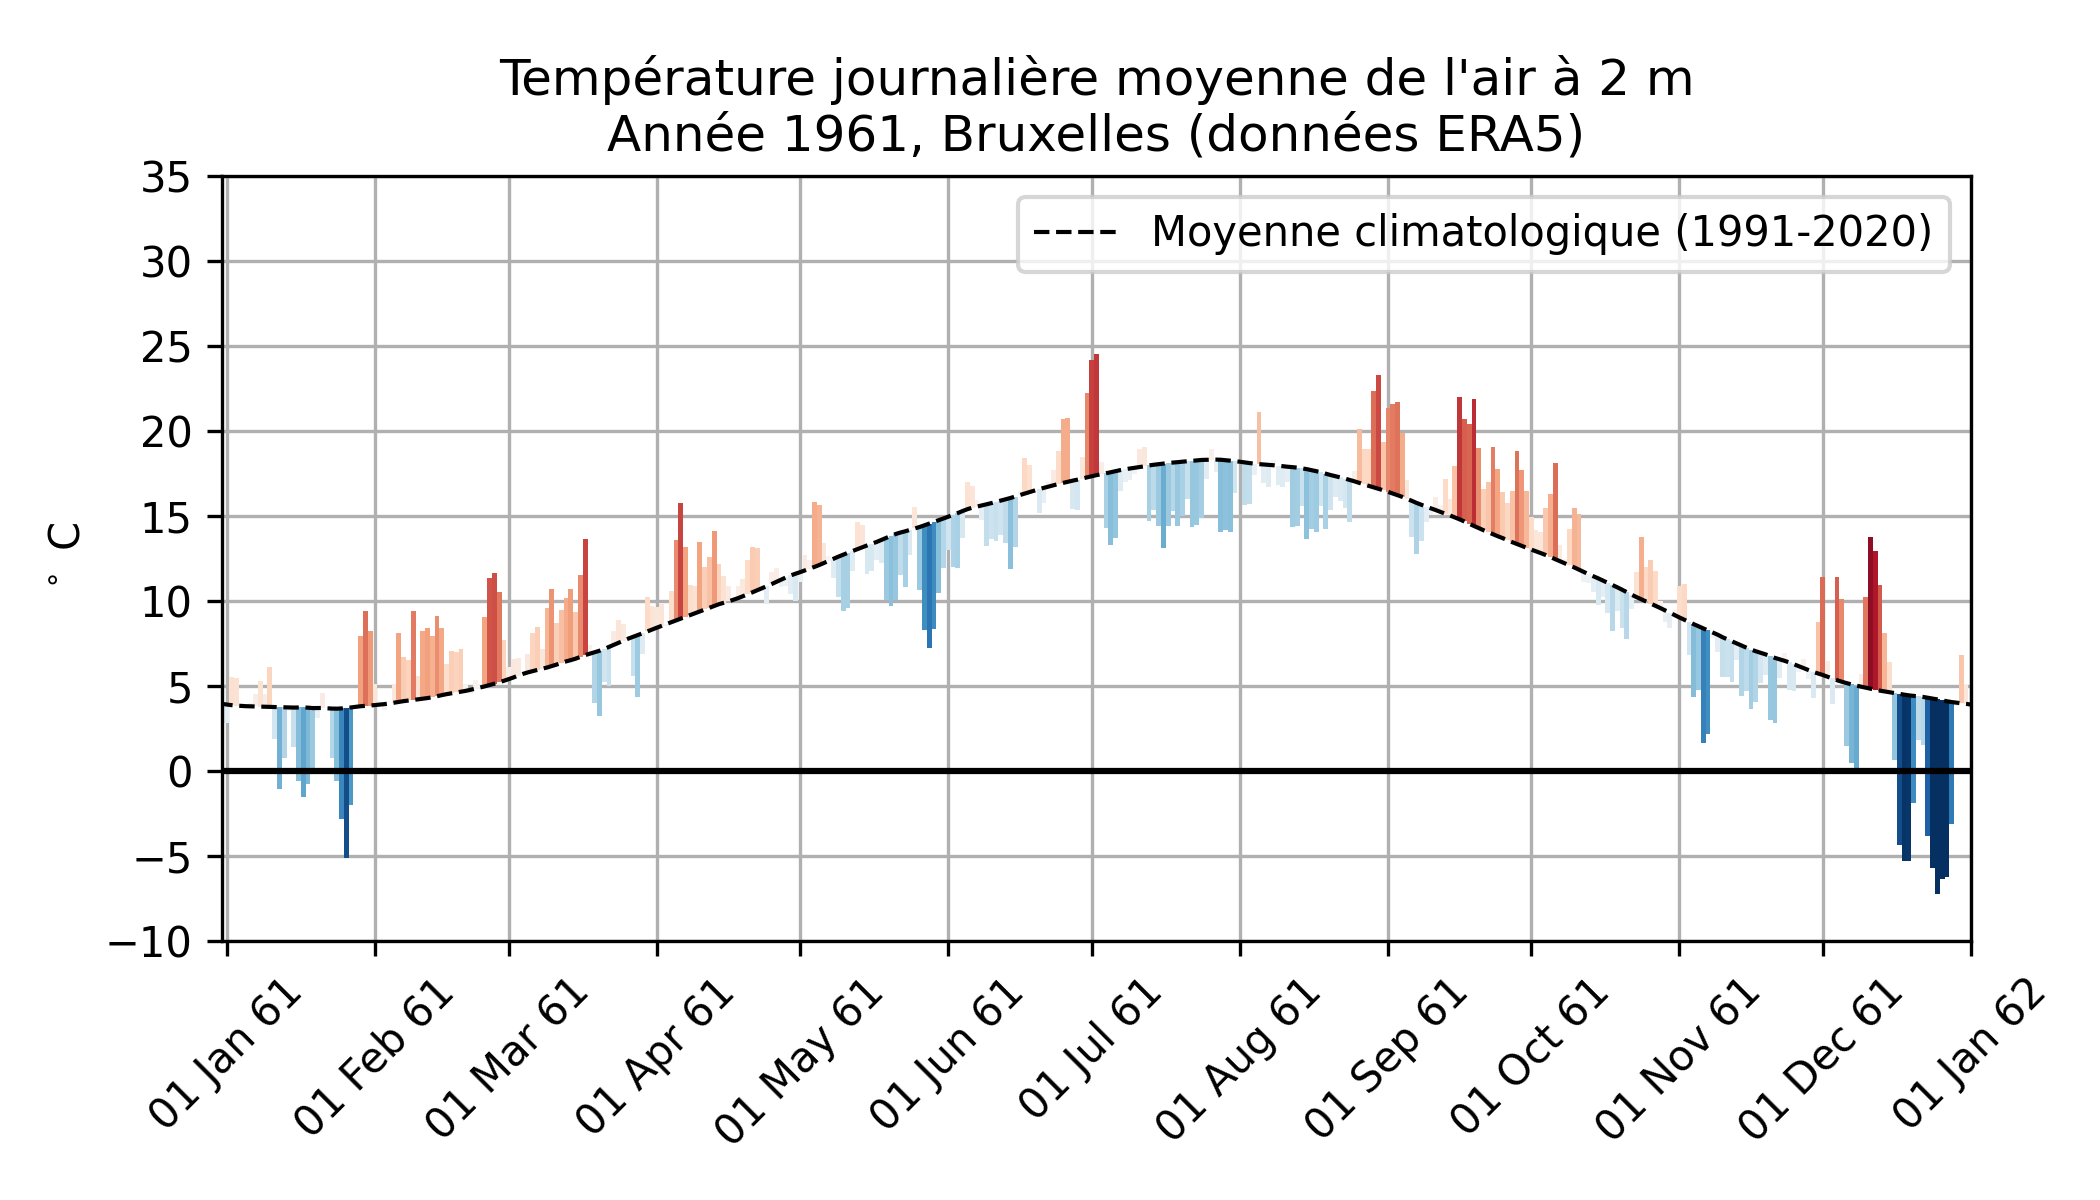 Température journalière moyenne de l'air à 2 m
Année 1961, Bruxelles (données ERA5)
Moyenne climatologique (1991-2020)
35
30
25
20
15
10
5
0
−5
−10
° C
01 Jan 61
01 Feb 61
01 Mar 61
01 Apr 61
01 May 61
01 Jun 61
01 Jul 61
01 Aug 61
01 Sep 61
01 Oct 61
01 Nov 61
01 Dec 61
01 Jan 62